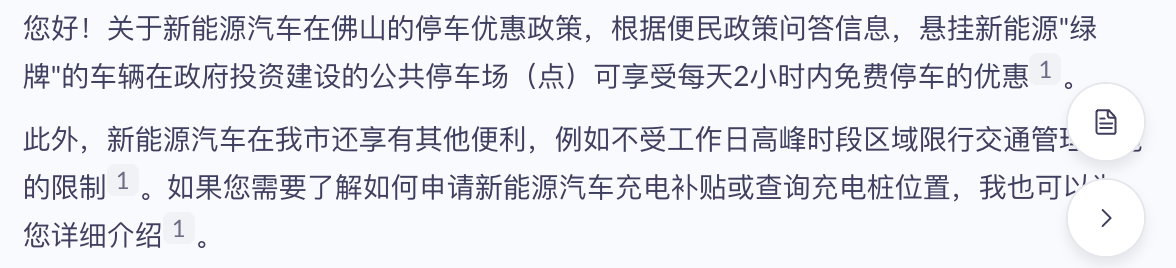 您好！关于新能源汽车在佛山的停车优惠政策，根据便民政策问答信息，悬挂新能源"绿
牌"的车辆在政府投资建设的公共停车场（点）可享受每天2小时内免费停车的优惠 1 。
此外，新能源汽车在我市还享有其他便利，例如不受工作日高峰时段区域限行交通管
的限制 1 。如果您需要了解如何申请新能源汽车充电补贴或查询充电桩位置，我也可以
您详细介绍 1 。